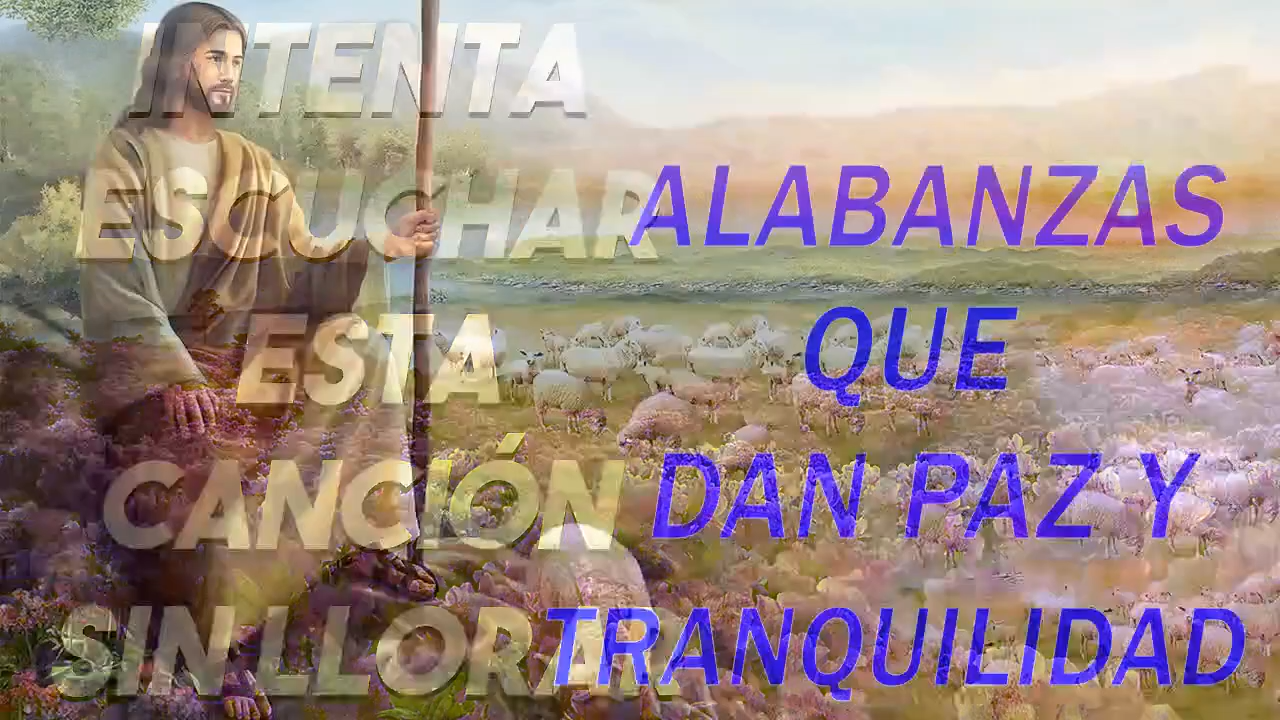 INTENTA
ESCUCHAR
ESTA
CANCIÓN
SIN LLORAR
ALABANZAS
QUE
DAN PAZ Y
TRANQUILIDAD